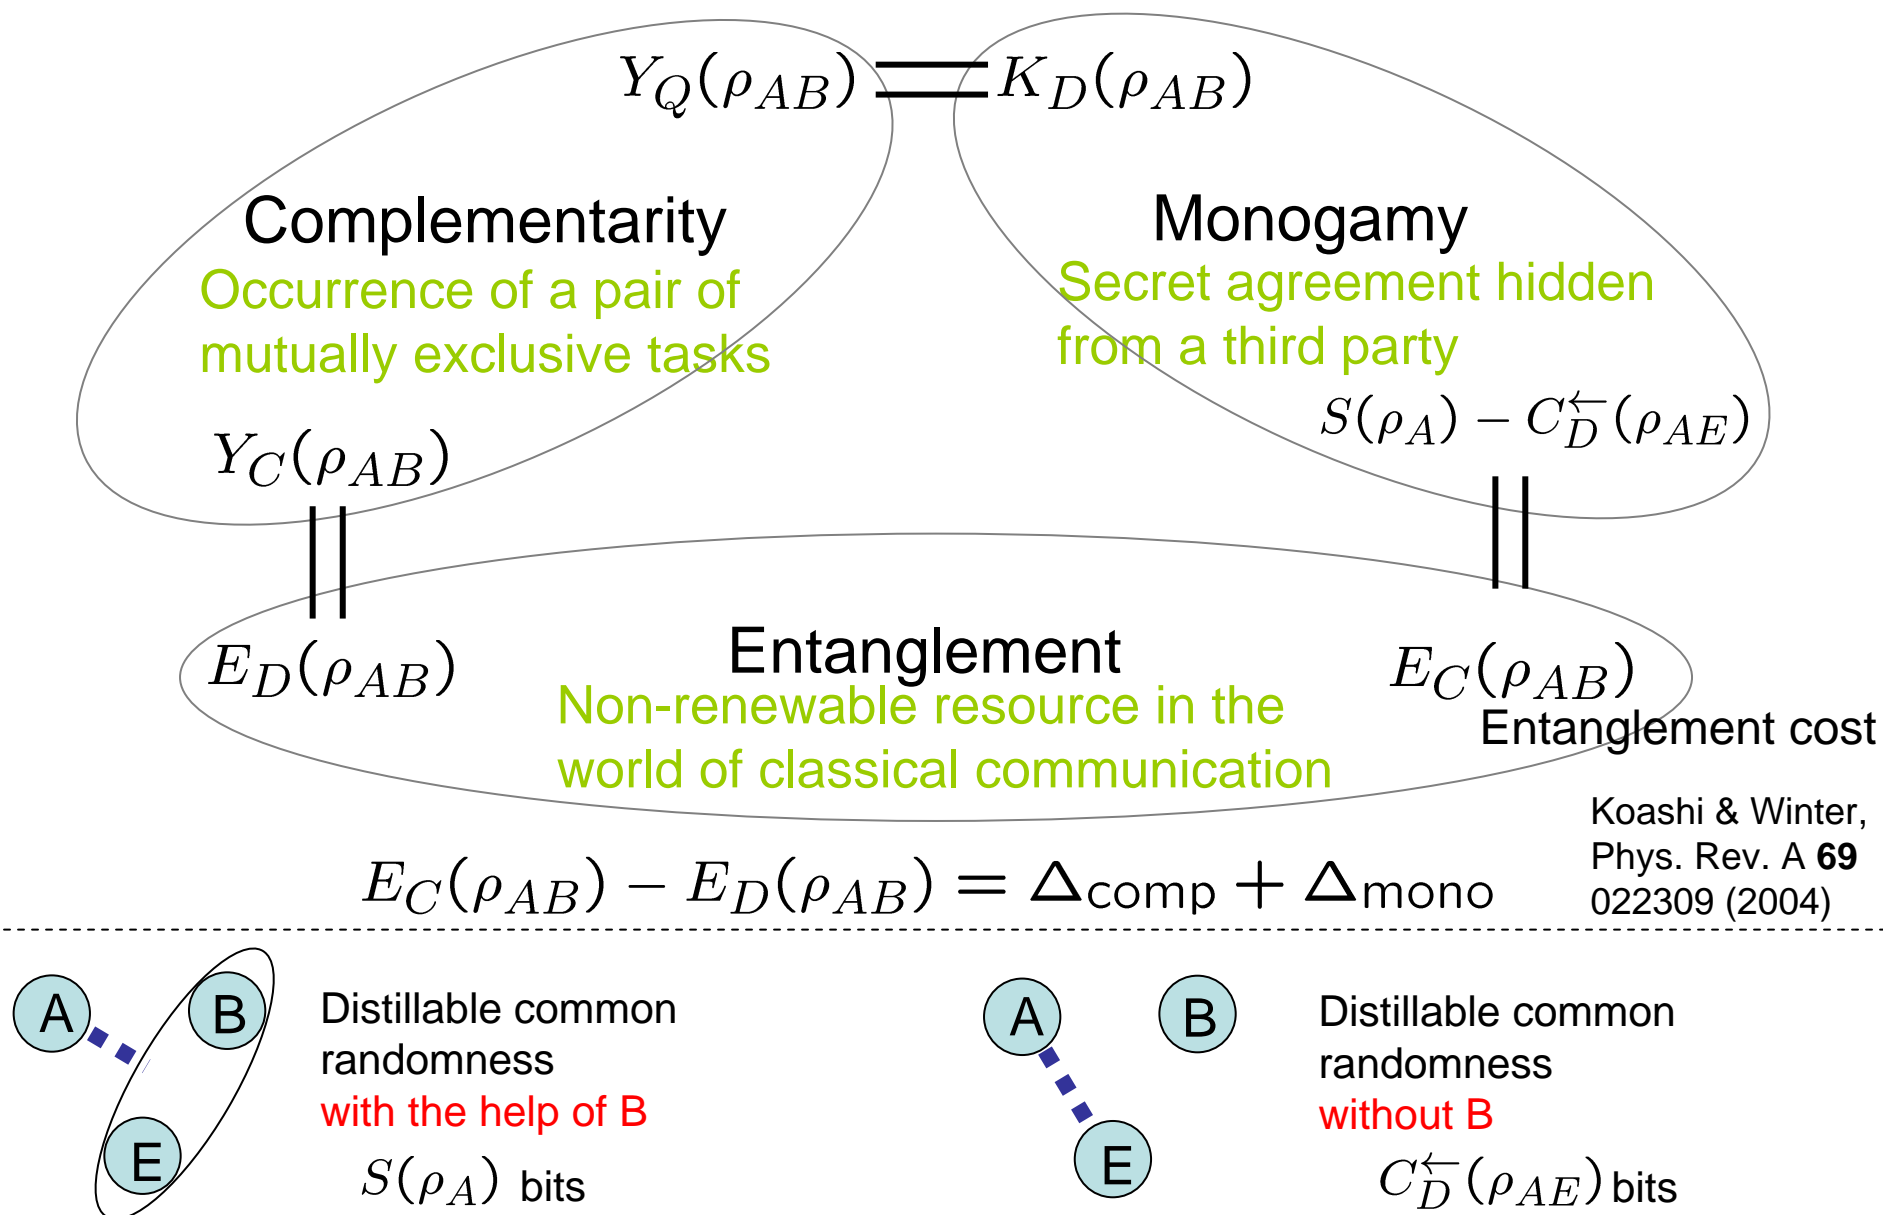 Y_Q(ρ_AB) = K_D(ρ_AB)
Complementarity
Occurrence of a pair of
mutually exclusive tasks
Y_C(ρ_AB)
||
Monogamy
Secret agreement hidden
from a third party
S(ρ_A) − C_D^←(ρ_AE)
||
E_D(ρ_AB)
Entanglement
Non-renewable resource in the
world of classical communication
E_C(ρ_AB)
Entanglement cost
E_C(ρ_AB) − E_D(ρ_AB) = Δ_comp + Δ_mono
Koashi & Winter,
Phys. Rev. A 69
022309 (2004)
A
B
E
Distillable common
randomness
with the help of B
S(ρ_A) bits
A
B
E
Distillable common
randomness
without B
C_D^←(ρ_AE) bits